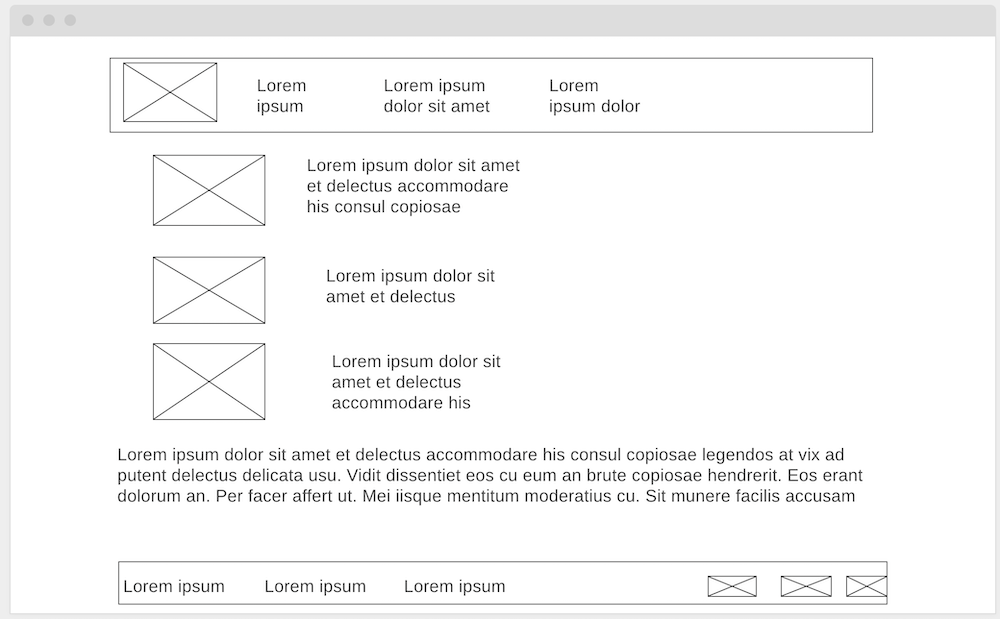 Lorem
ipsum
Lorem ipsum
dolor sit amet
Lorem
ipsum dolor
Lorem ipsum dolor sit amet
et delectus accommodare
his consul copiosae
Lorem ipsum dolor sit
amet et delectus
Lorem ipsum dolor sit
amet et delectus
accommodare his
Lorem ipsum dolor sit amet et delectus accommodare his consul copiosae legendos at vix ad
putent delectus delicata usu. Vidit dissentiet eos cu eum an brute copiosae hendrerit. Eos erant
dolorum an. Per facer affert ut. Mei iisque mentitum moderatius cu. Sit munere facilis accusam
Lorem ipsum
Lorem ipsum
Lorem ipsum